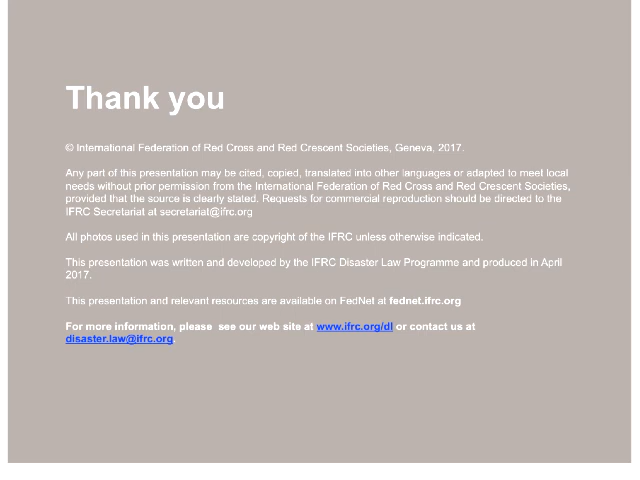 Thank you
© International Federation of Red Cross and Red Crescent Societies, Geneva, 2017.
Any part of this presentation may be cited, copied, translated into other languages or adapted to meet local
needs without prior permission from the International Federation of Red Cross and Red Crescent Societies,
provided that the source is clearly stated. Requests for commercial reproduction should be directed to the
IFRC Secretariat at secretariat@ifrc.org
All photos used in this presentation are copyright of the IFRC unless otherwise indicated.
This presentation was written and developed by the IFRC Disaster Law Programme and produced in April
2017.
This presentation and relevant resources are available on FedNet at fednet.ifrc.org
For more information, please  see our web site at www.ifrc.org/dl or contact us at
disaster.law@ifrc.org.